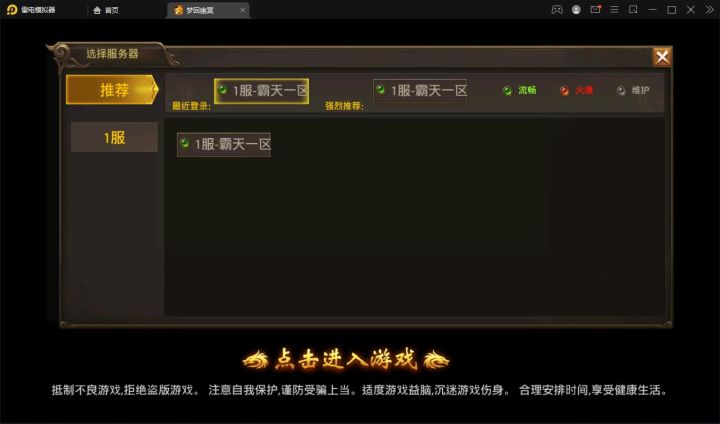 雷电模拟器 首页 梦回幽冥
选择服务器
推荐
最近登录: 1服-霸天一区 强烈推荐: 1服-霸天一区 流畅 火爆 维护
1服
1服-霸天一区
点击进入游戏
抵制不良游戏,拒绝盗版游戏。 注意自我保护,谨防受骗上当。适度游戏益脑,沉迷游戏伤身。 合理安排时间,享受健康生活。